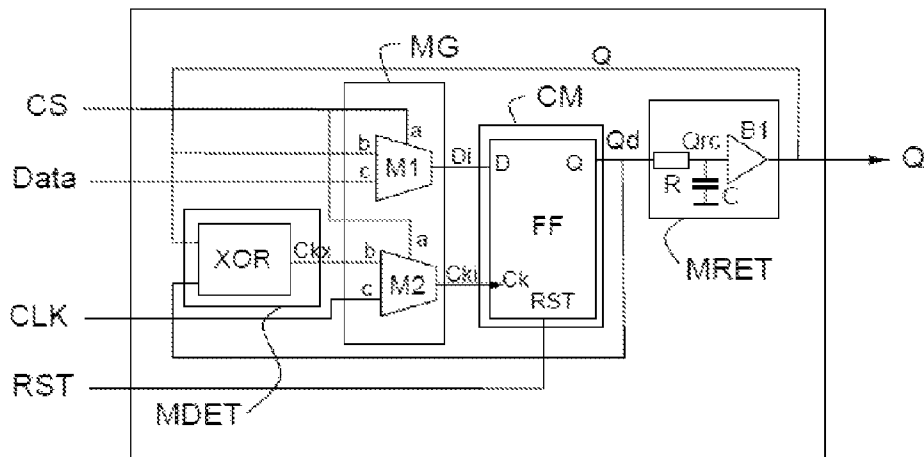 MG
Q
CS
CM
a
Qd
Qrc
B1
b
M1
Di
D
Q
Q
Data
c
R
C
FF
a
XOR
Ckx
b
M2
Cki
Ck
MRET
c
CLK
RST
RST
MDET